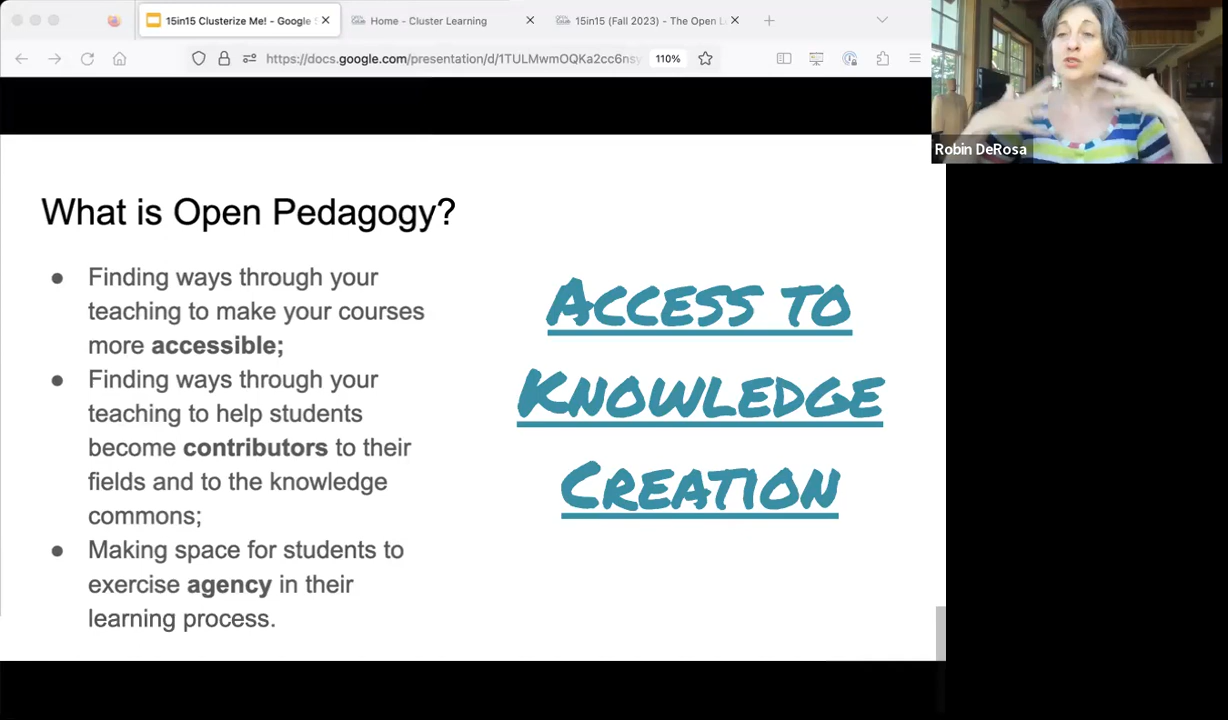 15in15 Clusterize Me! - Google S
Home - Cluster Learning
15in15 (Fall 2023) - The Open L
https://docs.google.com/presentation/d/1TULMwmOQKa2cc6nsy
110%
Robin DeRosa
What is Open Pedagogy?
● Finding ways through your
teaching to make your courses
more accessible;
● Finding ways through your
teaching to help students
become contributors to their
fields and to the knowledge
commons;
● Making space for students to
exercise agency in their
learning process.
Access to
Knowledge
Creation